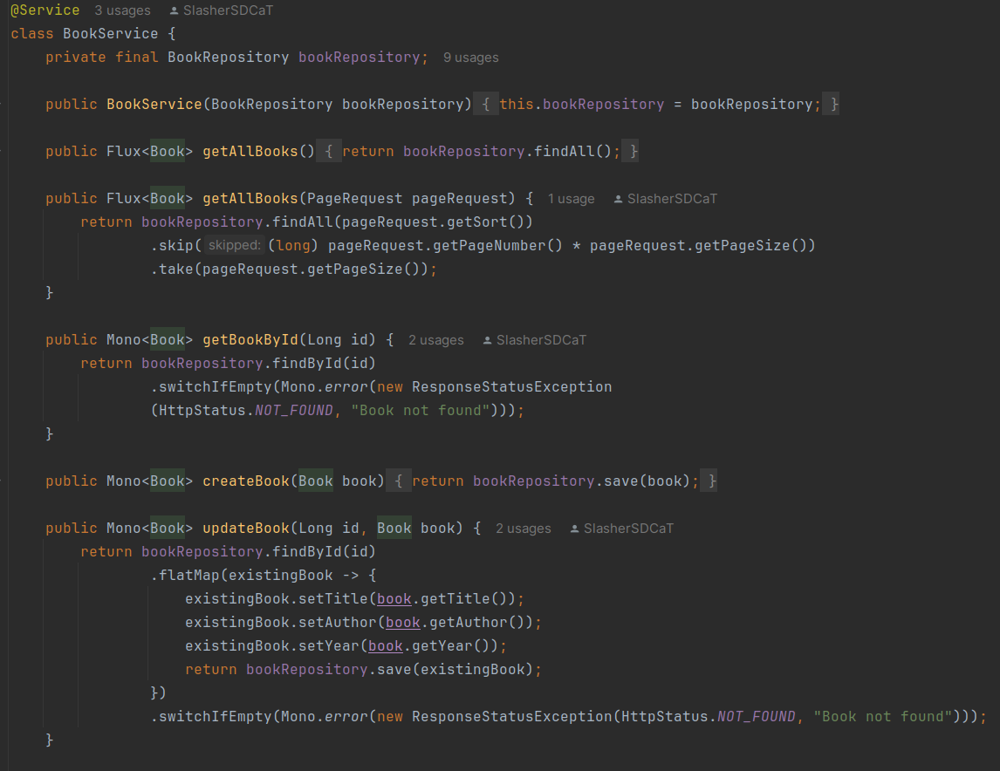 @Service 3 usages SlasherSDCaT
class BookService {
private final BookRepository bookRepository; 9 usages
public BookService(BookRepository bookRepository) { this.bookRepository = bookRepository; }
public Flux<Book> getAllBooks() { return bookRepository.findAll(); }
public Flux<Book> getAllBooks(PageRequest pageRequest) { 1 usage SlasherSDCaT
return bookRepository.findAll(pageRequest.getSort())
.skip( skipped: (long) pageRequest.getPageNumber() * pageRequest.getPageSize())
.take(pageRequest.getPageSize());
}
public Mono<Book> getBookById(Long id) { 2 usages SlasherSDCaT
return bookRepository.findById(id)
.switchIfEmpty(Mono.error(new ResponseStatusException
(HttpStatus.NOT_FOUND, "Book not found")));
}
public Mono<Book> createBook(Book book) { return bookRepository.save(book); }
public Mono<Book> updateBook(Long id, Book book) { 2 usages SlasherSDCaT
return bookRepository.findById(id)
.flatMap(existingBook -> {
existingBook.setTitle(book.getTitle());
existingBook.setAuthor(book.getAuthor());
existingBook.setYear(book.getYear());
return bookRepository.save(existingBook);
})
.switchIfEmpty(Mono.error(new ResponseStatusException(HttpStatus.NOT_FOUND, "Book not found")));
}